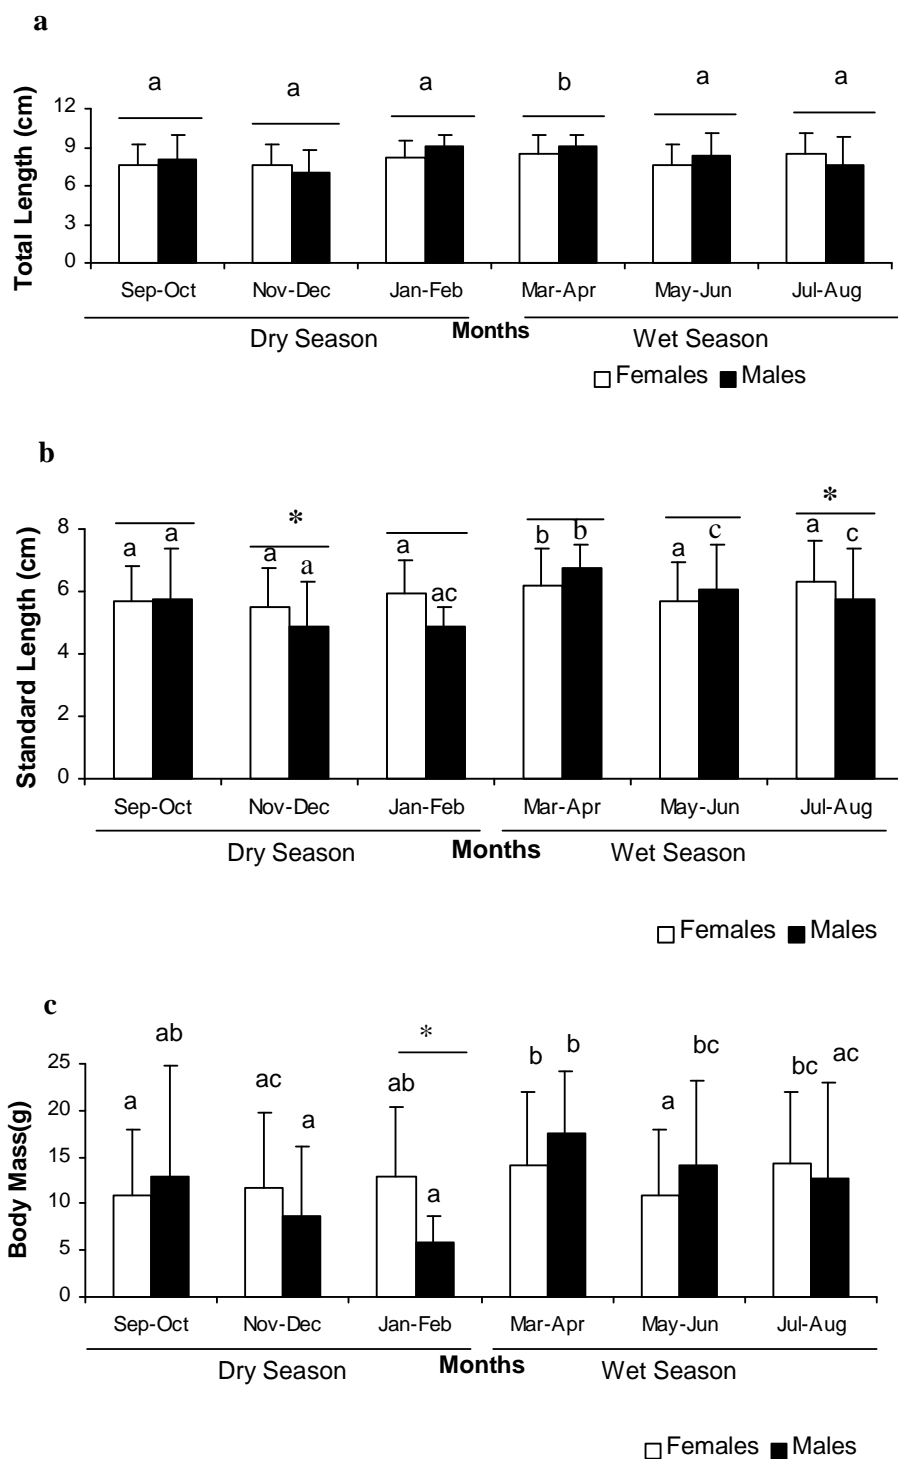 a
a a a b a a
12
9
6
3
0
Total Length (cm)
Sep-Oct Nov-Dec Jan-Feb Mar-Apr May-Jun Jul-Aug
Dry Season Months Wet Season
Females Males
b
* *
a a a a a ac b b a c a c
8
6
4
2
0
Standard Length (cm)
Sep-Oct Nov-Dec Jan-Feb Mar-Apr May-Jun Jul-Aug
Dry Season Months Wet Season
Females Males
c
*
a ab ac a ab a b b a bc bc ac
25
20
15
10
5
0
Body Mass(g)
Sep-Oct Nov-Dec Jan-Feb Mar-Apr May-Jun Jul-Aug
Dry Season Months Wet Season
Females Males